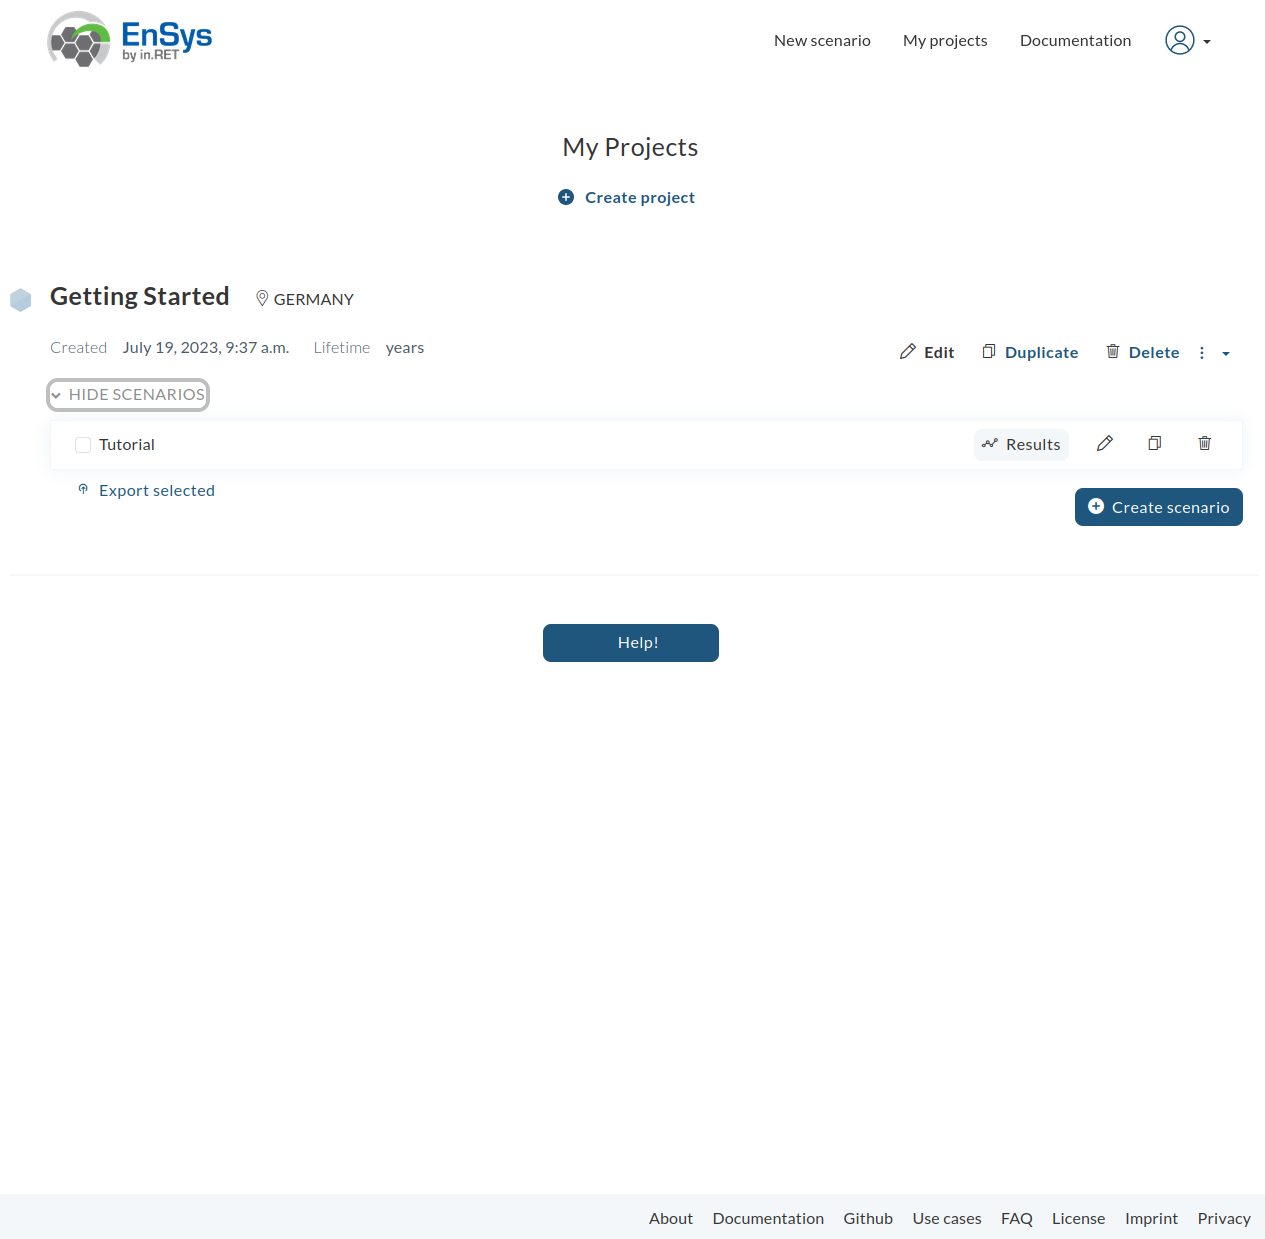 EnSys
by in.RET
New scenario My projects Documentation
My Projects
Create project
Getting Started GERMANY
Created July 19, 2023, 9:37 a.m. Lifetime years
Edit Duplicate Delete
HIDE SCENARIOS
Tutorial Results
Export selected
Create scenario
Help!
About Documentation Github Use cases FAQ License Imprint Privacy